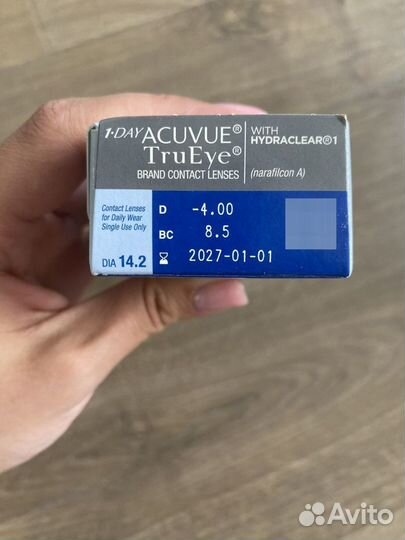 1·DAY ACUVUE®
TruEye®
BRAND CONTACT LENSES
WITH
HYDRACLEAR®1
(narafilcon A)
Contact Lenses
for Daily Wear
Single Use Only
DIA 14.2
D -4.00
BC 8.5
2027-01-01
Avito